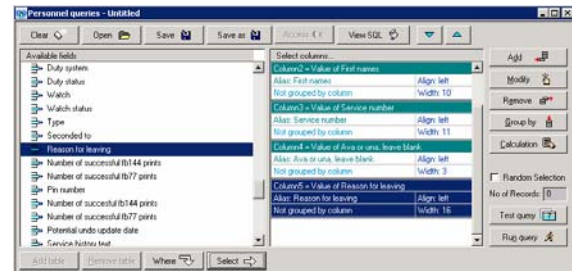 Personnel queries - Untitled
Clear Open Save Save as Access View SQL
Available fields
Duty system
Duty status
Watch
Watch status
Type
Seconded to
Reason for leaving
Number of successful fb144 prints
Number of successful fb77 prints
Pin number
Number of successful fb144 prints
Number of successful fb77 prints
Potential undo update date
Service history text
Select columns...
Column2 = Value of First names
Alias: First names Align: left
Not grouped by column Width: 10
Column3 = Value of Service number
Alias: Service number Align: left
Not grouped by column Width: 11
Column4 = Value of Ava or una, leave blank
Alias: Ava or una, leave blank Align: left
Not grouped by column Width: 3
Column5 = Value of Reason for leaving
Alias: Reason for leaving Align: left
Not grouped by column Width: 16
Add
Modify
Remove
Group by
Calculation
Random Selection
No of Records: 0
Test query
Run query
Add table Remove table Where Select